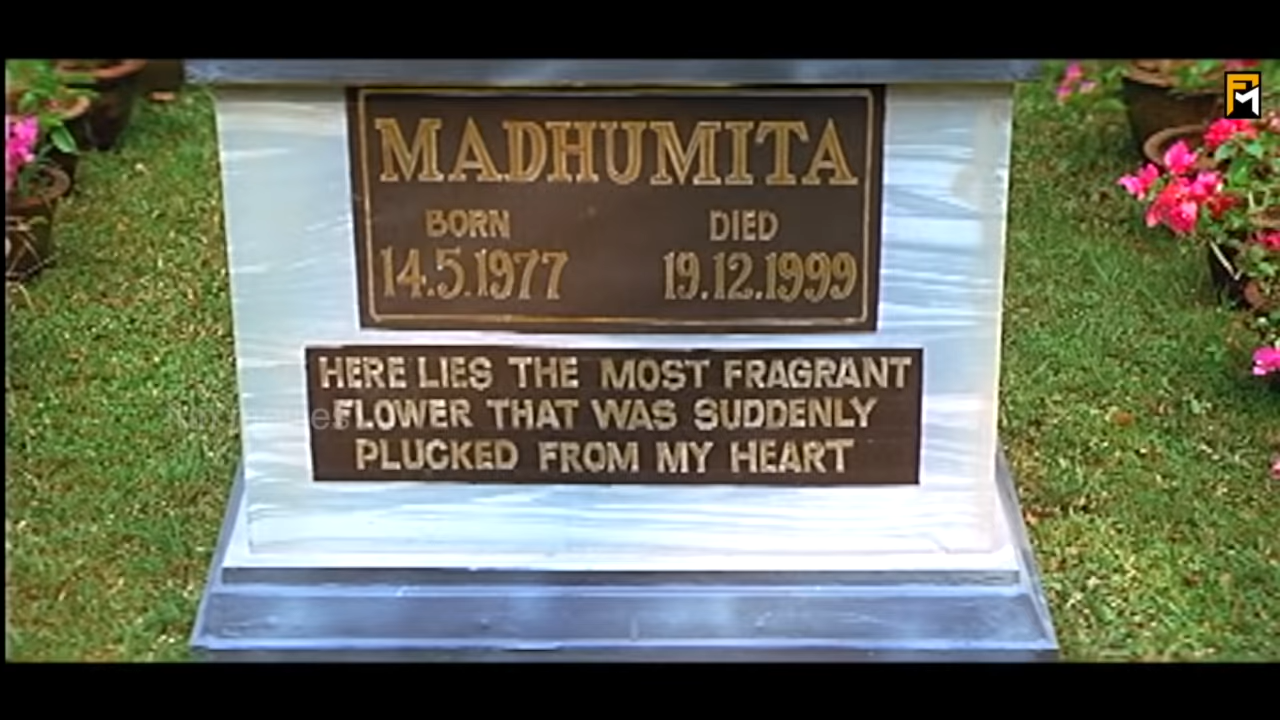 MADHUMITA
BORN DIED
14.5.1977 19.12.1999
HERE LIES THE MOST FRAGRANT
FLOWER THAT WAS SUDDENLY
PLUCKED FROM MY HEART